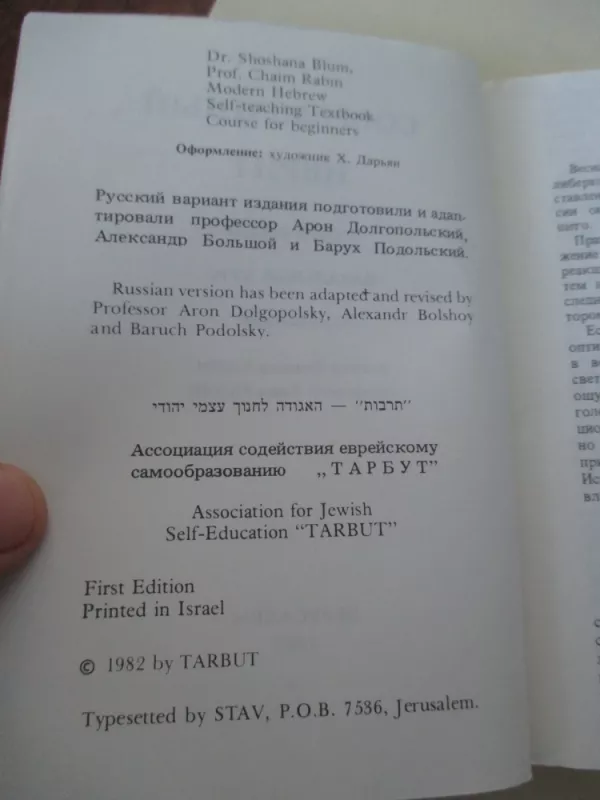 Dr. Shoshana Blum,
Prof. Chaim Rabin
Modern Hebrew
Self-teaching Textbook
Course for beginners
Оформление: художник Х. Дарьян
Русский вариант издания подготовили и адап-
тировали профессор Арон Долгопольский,
Александр Большой и Барух Подольский.
Russian version has been adapted and revised by
Professor Aron Dolgopolsky, Alexandr Bolshoy
and Baruch Podolsky.
"תרבות" — האגודה לחנוך עצמי יהודי
Ассоциация содействия еврейскому
самообразованию „ТАРБУТ”
Association for Jewish
Self-Education “TARBUT”
First Edition
Printed in Israel
© 1982 by TARBUT
Typesetted by STAV, P.O.B. 7586, Jerusalem.